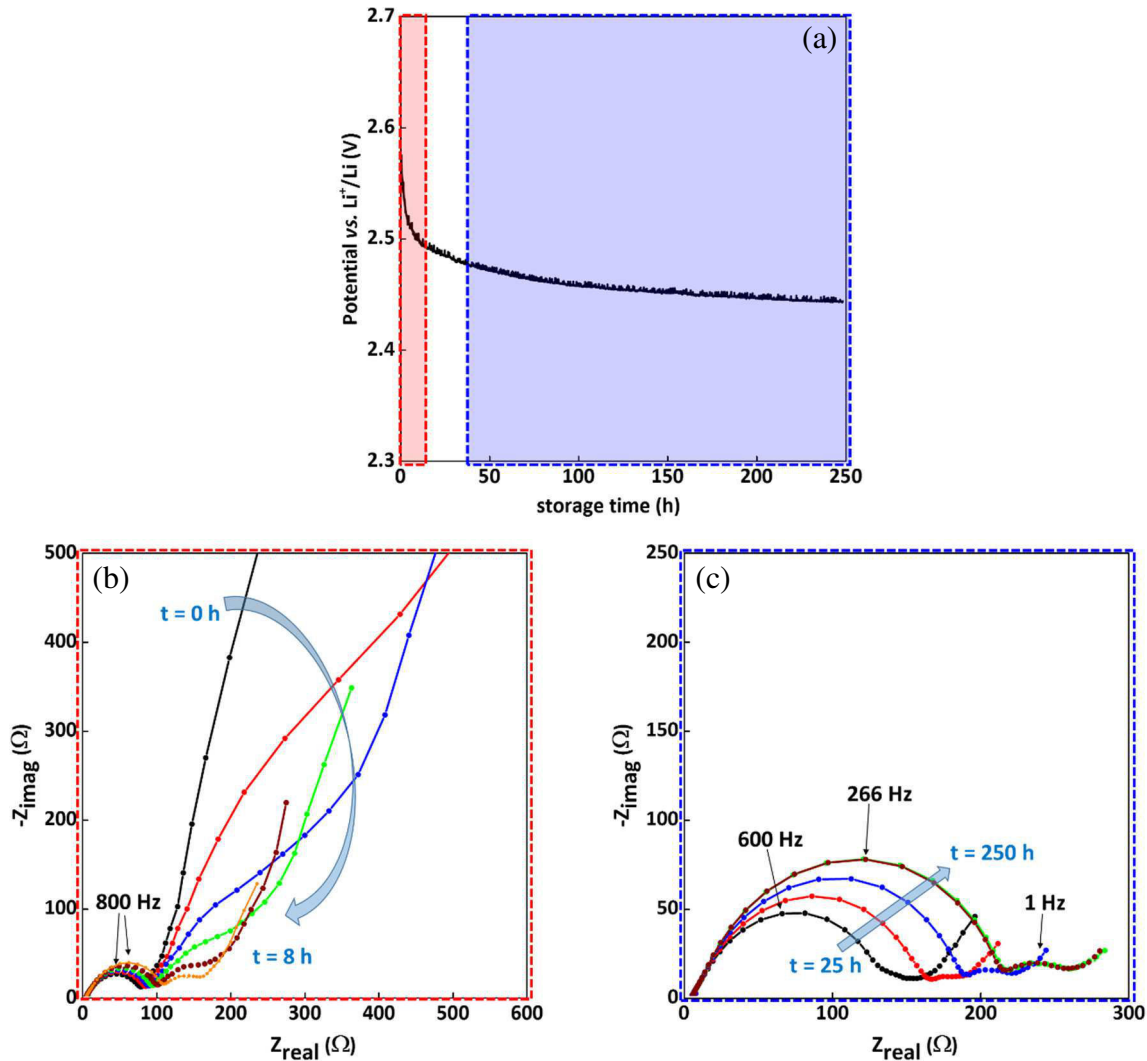 (a)
2.7
2.6
2.5
2.4
2.3
Potential vs. Li⁺/Li (V)
0 50 100 150 200 250
storage time (h)
(b)
500
400
300
200
100
0
-Zimag (Ω)
t = 0 h
800 Hz
t = 8 h
0 100 200 300 400 500 600
Zreal (Ω)
(c)
250
200
150
100
50
0
-Zimag (Ω)
266 Hz
600 Hz
t = 250 h
1 Hz
t = 25 h
0 100 200 300
Zreal (Ω)